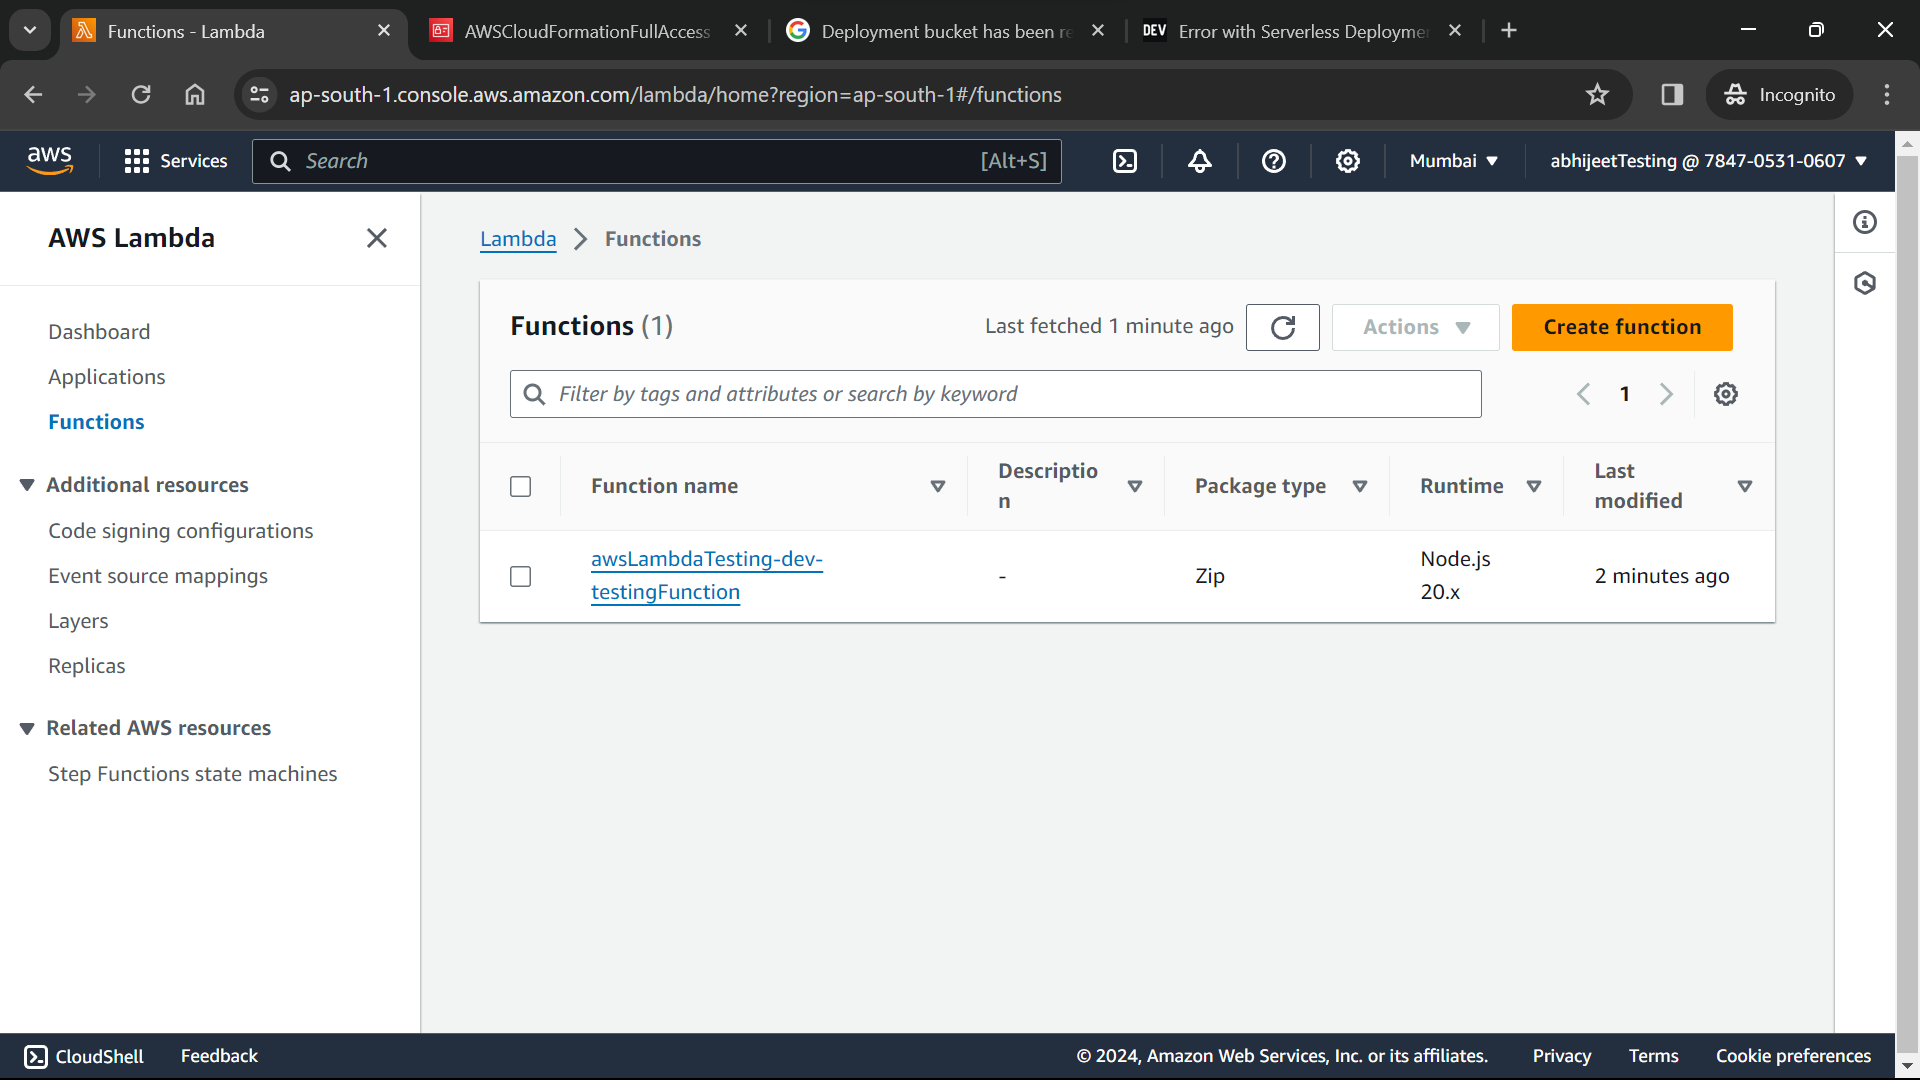 Functions - Lambda
AWSCloudFormationFullAccess
Deployment bucket has been re
DEV Error with Serverless Deployme
ap-south-1.console.aws.amazon.com/lambda/home?region=ap-south-1#/functions
Incognito
aws
Services
Search
[Alt+S]
Mumbai
abhijeetTesting @ 7847-0531-0607
AWS Lambda
Dashboard
Applications
Functions
Additional resources
Code signing configurations
Event source mappings
Layers
Replicas
Related AWS resources
Step Functions state machines
Lambda
Functions
Functions (1)
Last fetched 1 minute ago
Actions
Create function
Filter by tags and attributes or search by keyword
1
Function name
Descriptio
n
Package type
Runtime
Last
modified
awsLambdaTesting-dev-
testingFunction
-
Zip
Node.js
20.x
2 minutes ago
CloudShell
Feedback
© 2024, Amazon Web Services, Inc. or its affiliates.
Privacy
Terms
Cookie preferences